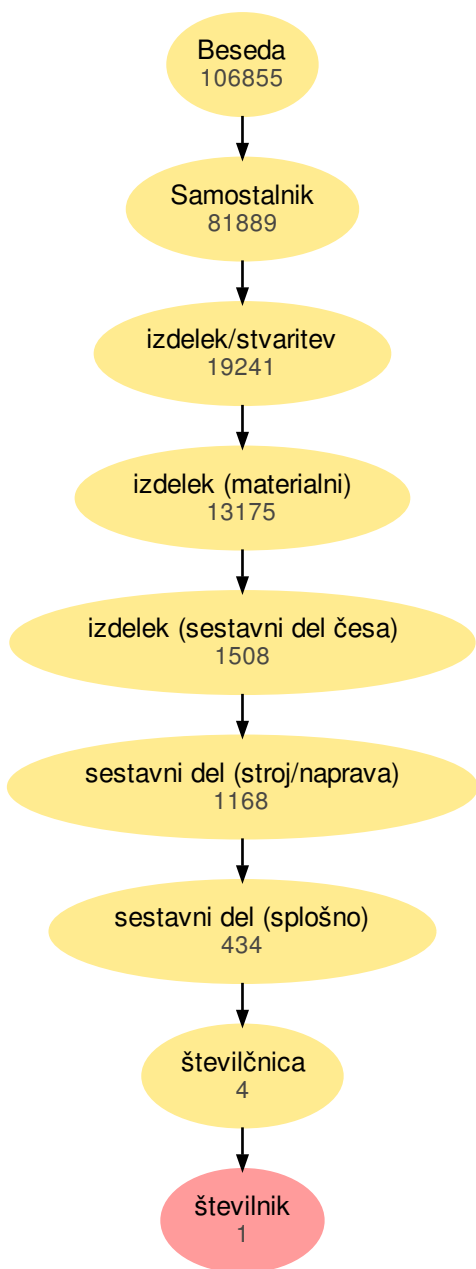 Beseda
106855
Samostalnik
81889
izdelek/stvaritev
19241
izdelek (materialni)
13175
izdelek (sestavni del česa)
1508
sestavni del (stroj/naprava)
1168
sestavni del (splošno)
434
številčnica
4
številnik
1